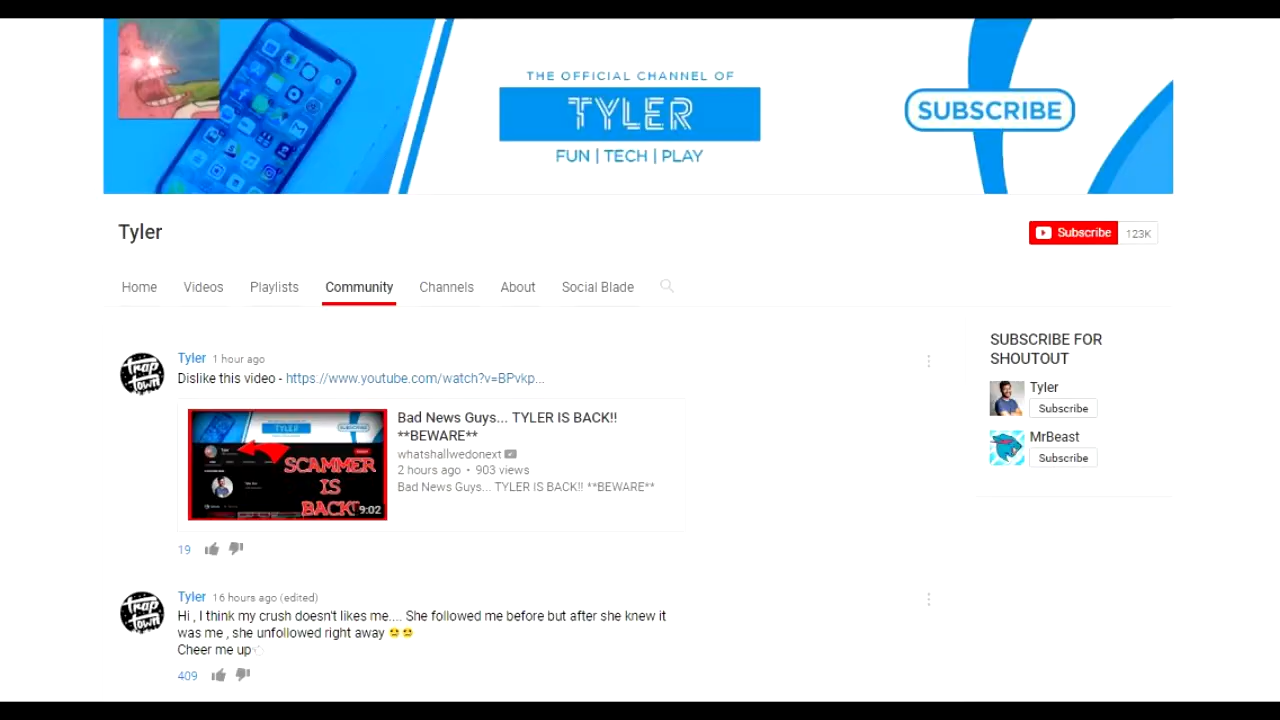 THE OFFICIAL CHANNEL OF
TYLER
FUN | TECH | PLAY
SUBSCRIBE
Tyler
Subscribe 123K
Home Videos Playlists Community Channels About Social Blade
SUBSCRIBE FOR
SHOUTOUT
Tyler
Subscribe
MrBeast
Subscribe
Tyler 1 hour ago
Dislike this video - https://www.youtube.com/watch?v=BPvkp...
TYLER
SCAMMER
IS
BACK!
9:02
Bad News Guys... TYLER IS BACK!!
**BEWARE**
whatshallwedonext
2 hours ago • 903 views
Bad News Guys... TYLER IS BACK!! **BEWARE**
19
Trap
Town
Tyler 16 hours ago (edited)
Hi , I think my crush doesn't likes me.... She followed me before but after she knew it
was me , she unfollowed right away
Cheer me up
409
Trap
Town